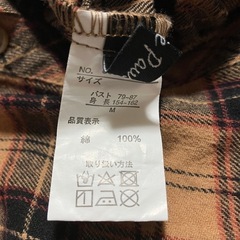 Pau
NO.
サイズ
バスト 79-87
身長 154-162
M
品質表示
綿 100%
取り扱い方法